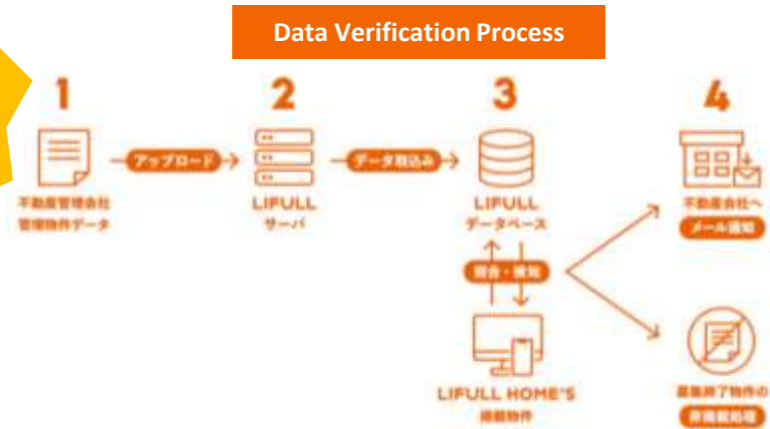 Data Verification Process
1
2
3
4
アップロード
データ取込み
不動産管理会社
管理物件データ
LIFULL
サーバ
LIFULL
データベース
不動産会社へ
メール通知
照合・検知
LIFULL HOME'S
掲載物件
募集終了物件の
非掲載処理